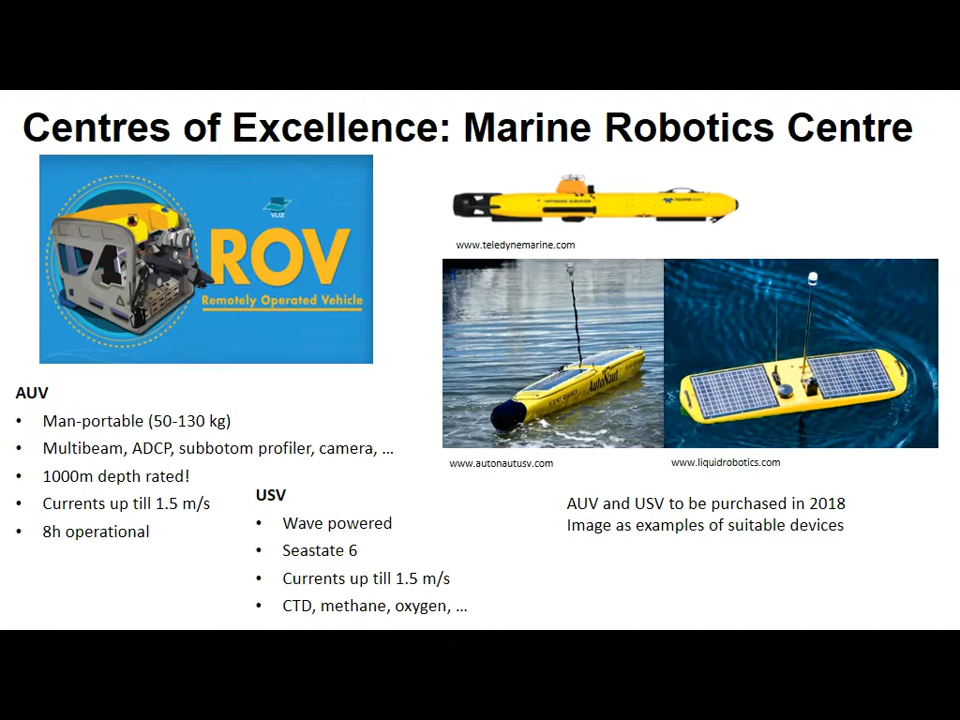 Centres of Excellence: Marine Robotics Centre
VLIZ
ROV
Remotely Operated Vehicle
www.teledynemarine.com
AutoNaut
www.autonautusv.com
www.liquidrobotics.com
AUV
• Man-portable (50-130 kg)
• Multibeam, ADCP, subbotom profiler, camera, …
• 1000m depth rated!
• Currents up till 1.5 m/s
• 8h operational
USV
• Wave powered
• Seastate 6
• Currents up till 1.5 m/s
• CTD, methane, oxygen, …
AUV and USV to be purchased in 2018
Image as examples of suitable devices